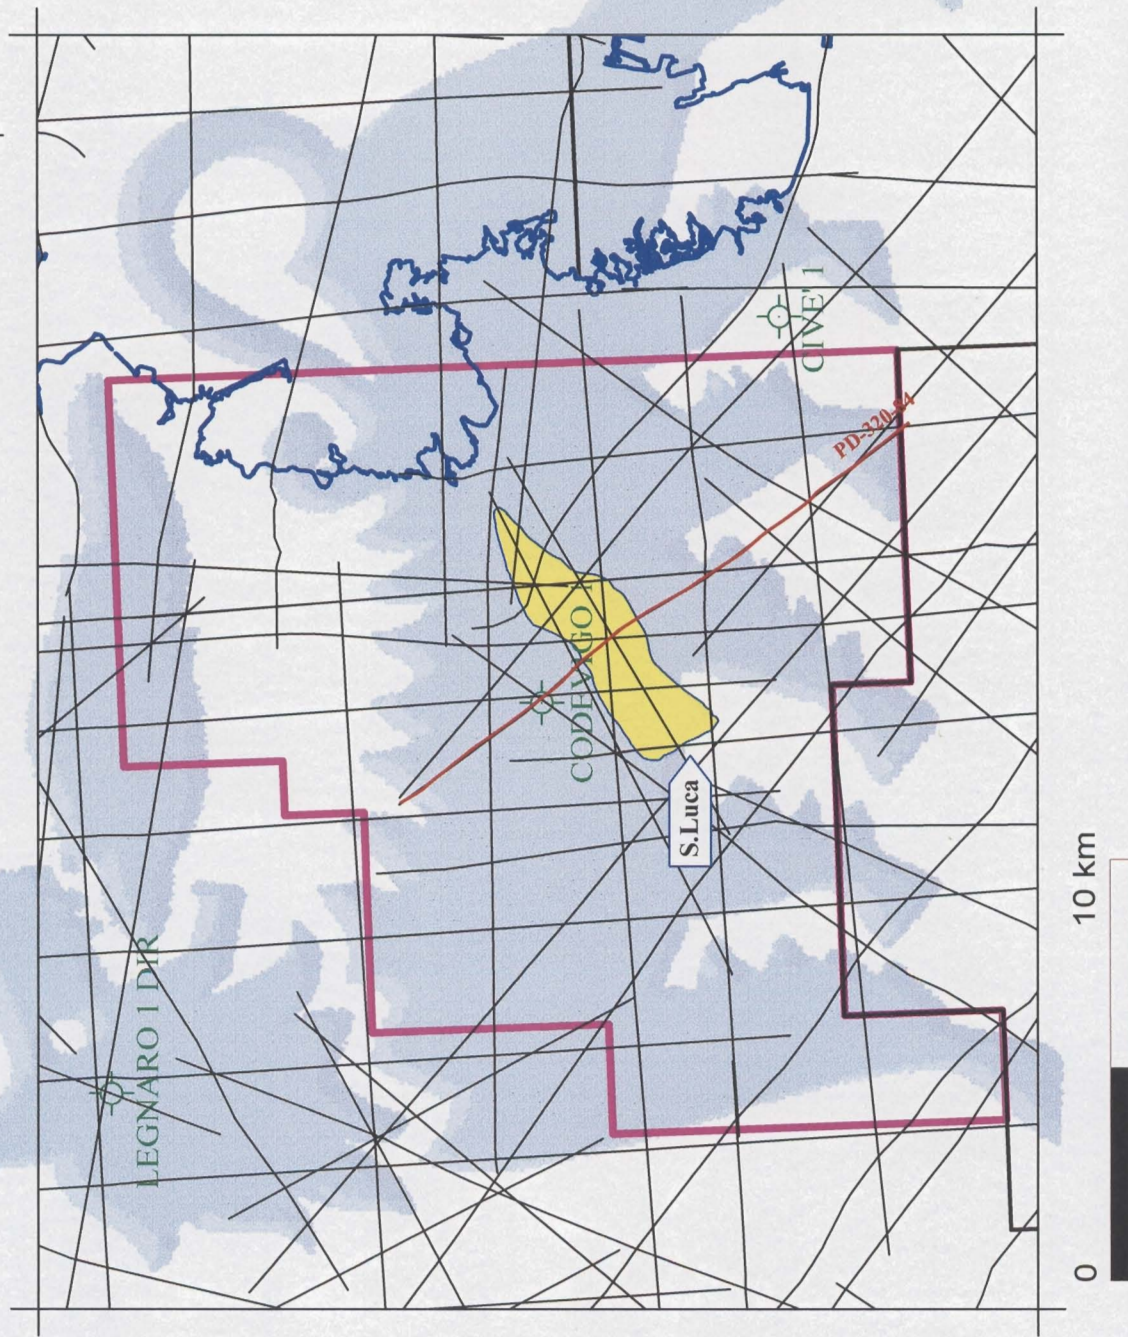 LEGNARO 1 DIR
CODEVIGO 1
CIVE' 1
S.Luca
PD-320-84
0
10 km